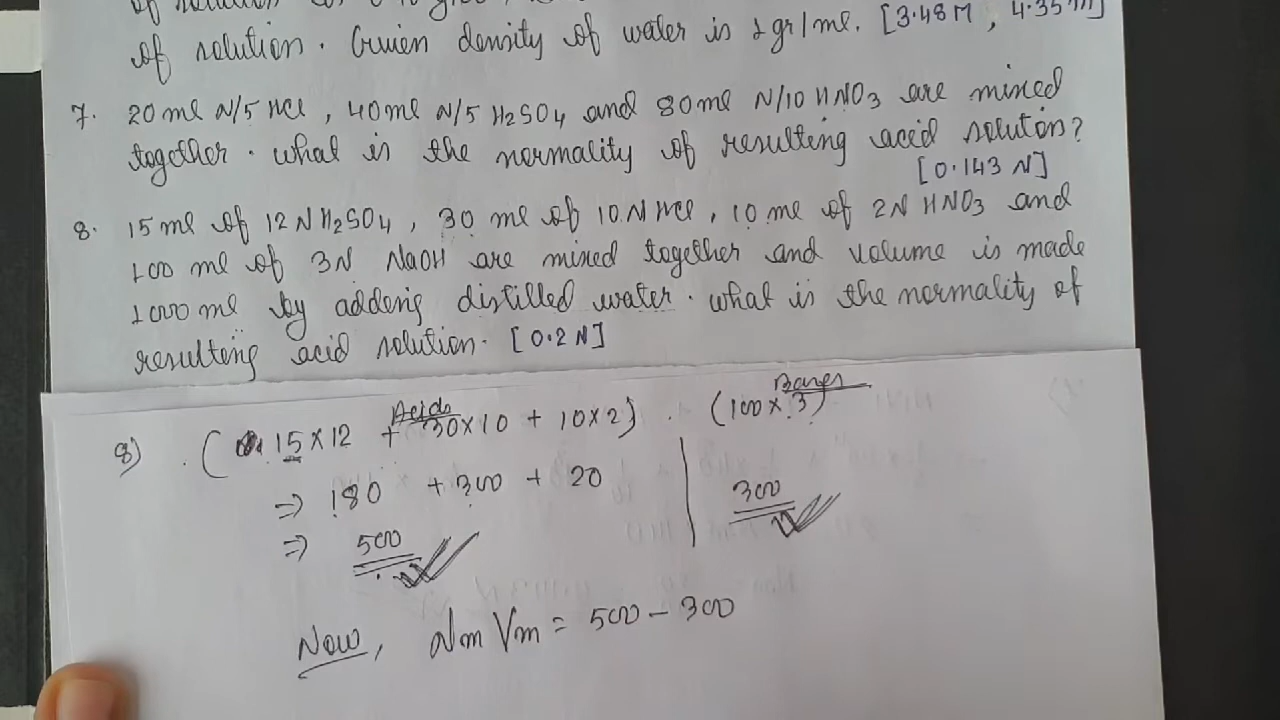 of solution. Given density of water is 1 gr/ml. [3.48M, 4.35m]
7. 20 ml N/5 HCl, 40 ml N/5 H2SO4 and 80 ml N/10 HNO3 are mixed
together. what is the normality of resulting acid soluton?
[0.143 N]
8. 15 ml of 12 N H2SO4, 30 ml of 10 N HCl, 10 ml of 2N HNO3 and
100 ml of 3N NaOH are mixed together and volume is made
1000 ml by addeng distilled water. what is the normality of
resulteng acid solution. [0.2 N]
Acids Bases
8) (15×12 + 30×10 + 10×2) . (100×3)
⇒ 180 + 300 + 20 300
⇒ 500
Now, Nm Vm = 500 - 300